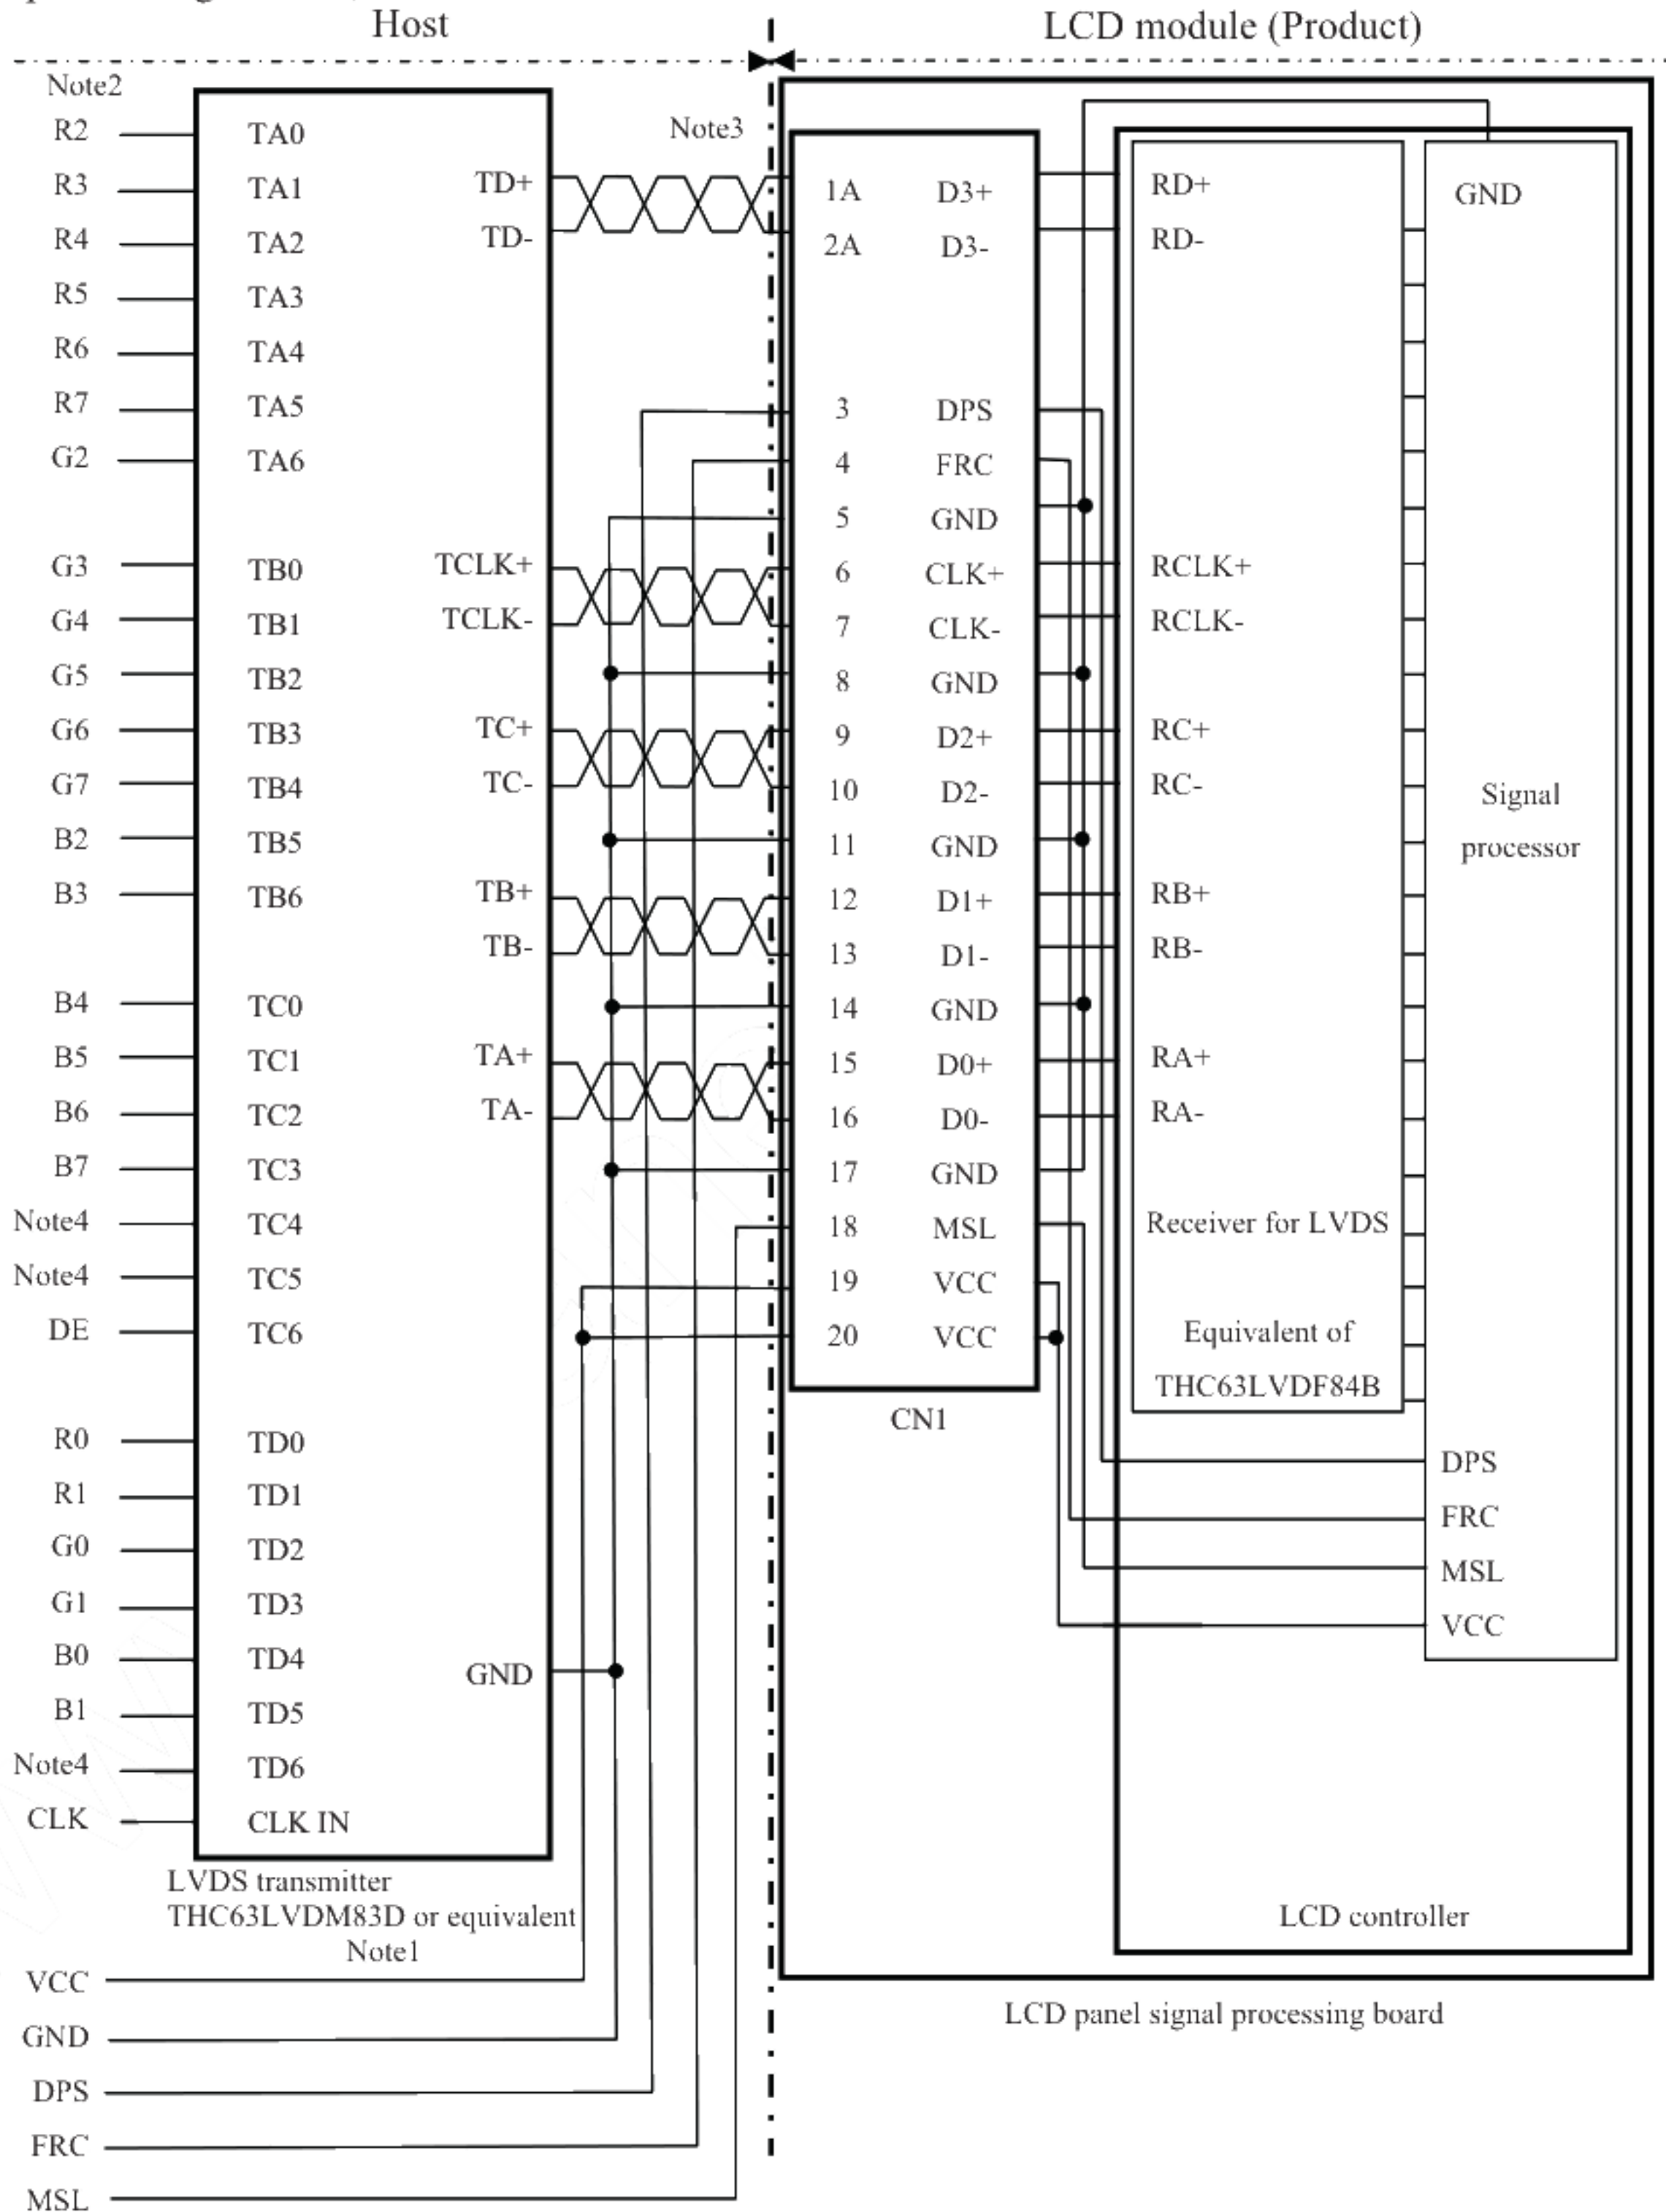 Host
LCD module (Product)
Note2
R2
R3
R4
R5
R6
R7
G2
G3
G4
G5
G6
G7
B2
B3
B4
B5
B6
B7
Note4
Note4
DE
R0
R1
G0
G1
B0
B1
Note4
CLK
TA0
TA1
TA2
TA3
TA4
TA5
TA6
TB0
TB1
TB2
TB3
TB4
TB5
TB6
TC0
TC1
TC2
TC3
TC4
TC5
TC6
TD0
TD1
TD2
TD3
TD4
TD5
TD6
CLK IN
TD+
TD-
TCLK+
TCLK-
TC+
TC-
TB+
TB-
TA+
TA-
GND
LVDS transmitter
THC63LVDM83D or equivalent
Note1
VCC
GND
DPS
FRC
MSL
Note3
1A D3+
2A D3-
3 DPS
4 FRC
5 GND
6 CLK+
7 CLK-
8 GND
9 D2+
10 D2-
11 GND
12 D1+
13 D1-
14 GND
15 D0+
16 D0-
17 GND
18 MSL
19 VCC
20 VCC
CN1
RD+
RD-
RCLK+
RCLK-
RC+
RC-
RB+
RB-
RA+
RA-
Receiver for LVDS
Equivalent of
THC63LVDF84B
GND
Signal
processor
DPS
FRC
MSL
VCC
LCD controller
LCD panel signal processing board